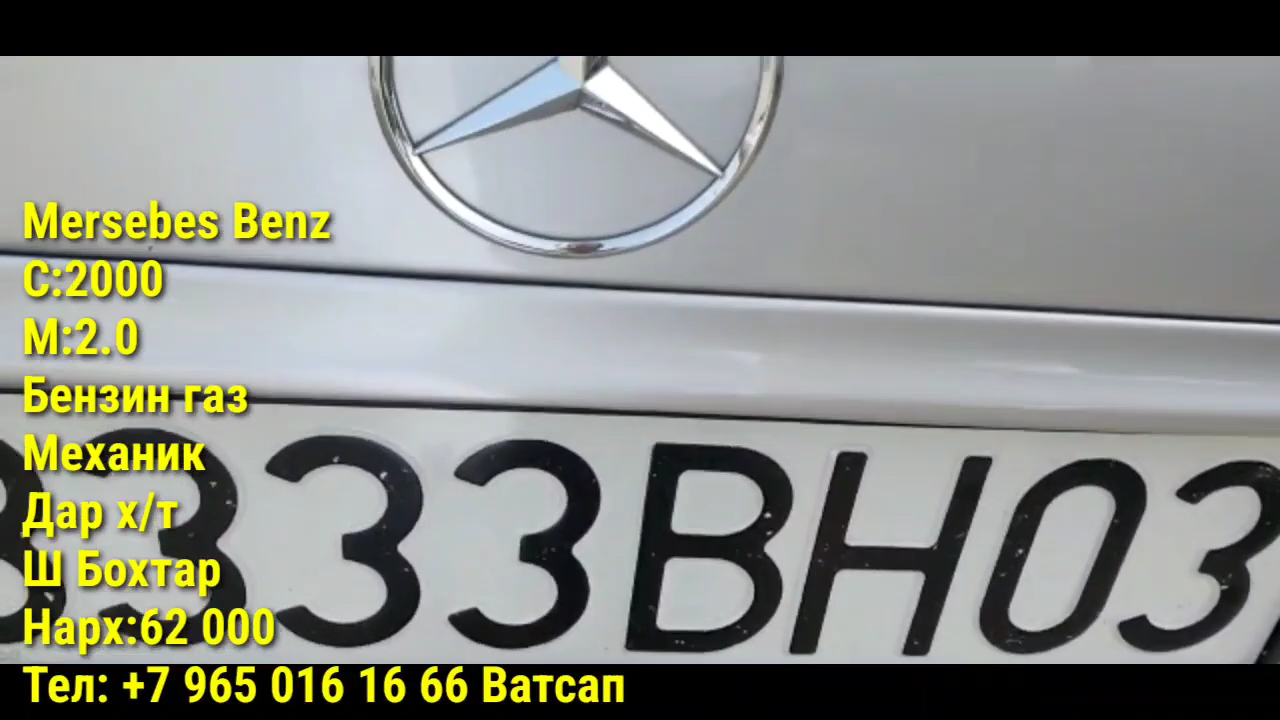 Mersebes Benz
С:2000
М:2.0
Бензин газ
Механик
Дар х/т
Ш Бохтар
Нарх:62 000
Тел: +7 965 016 16 66 Ватсап
3333BH03